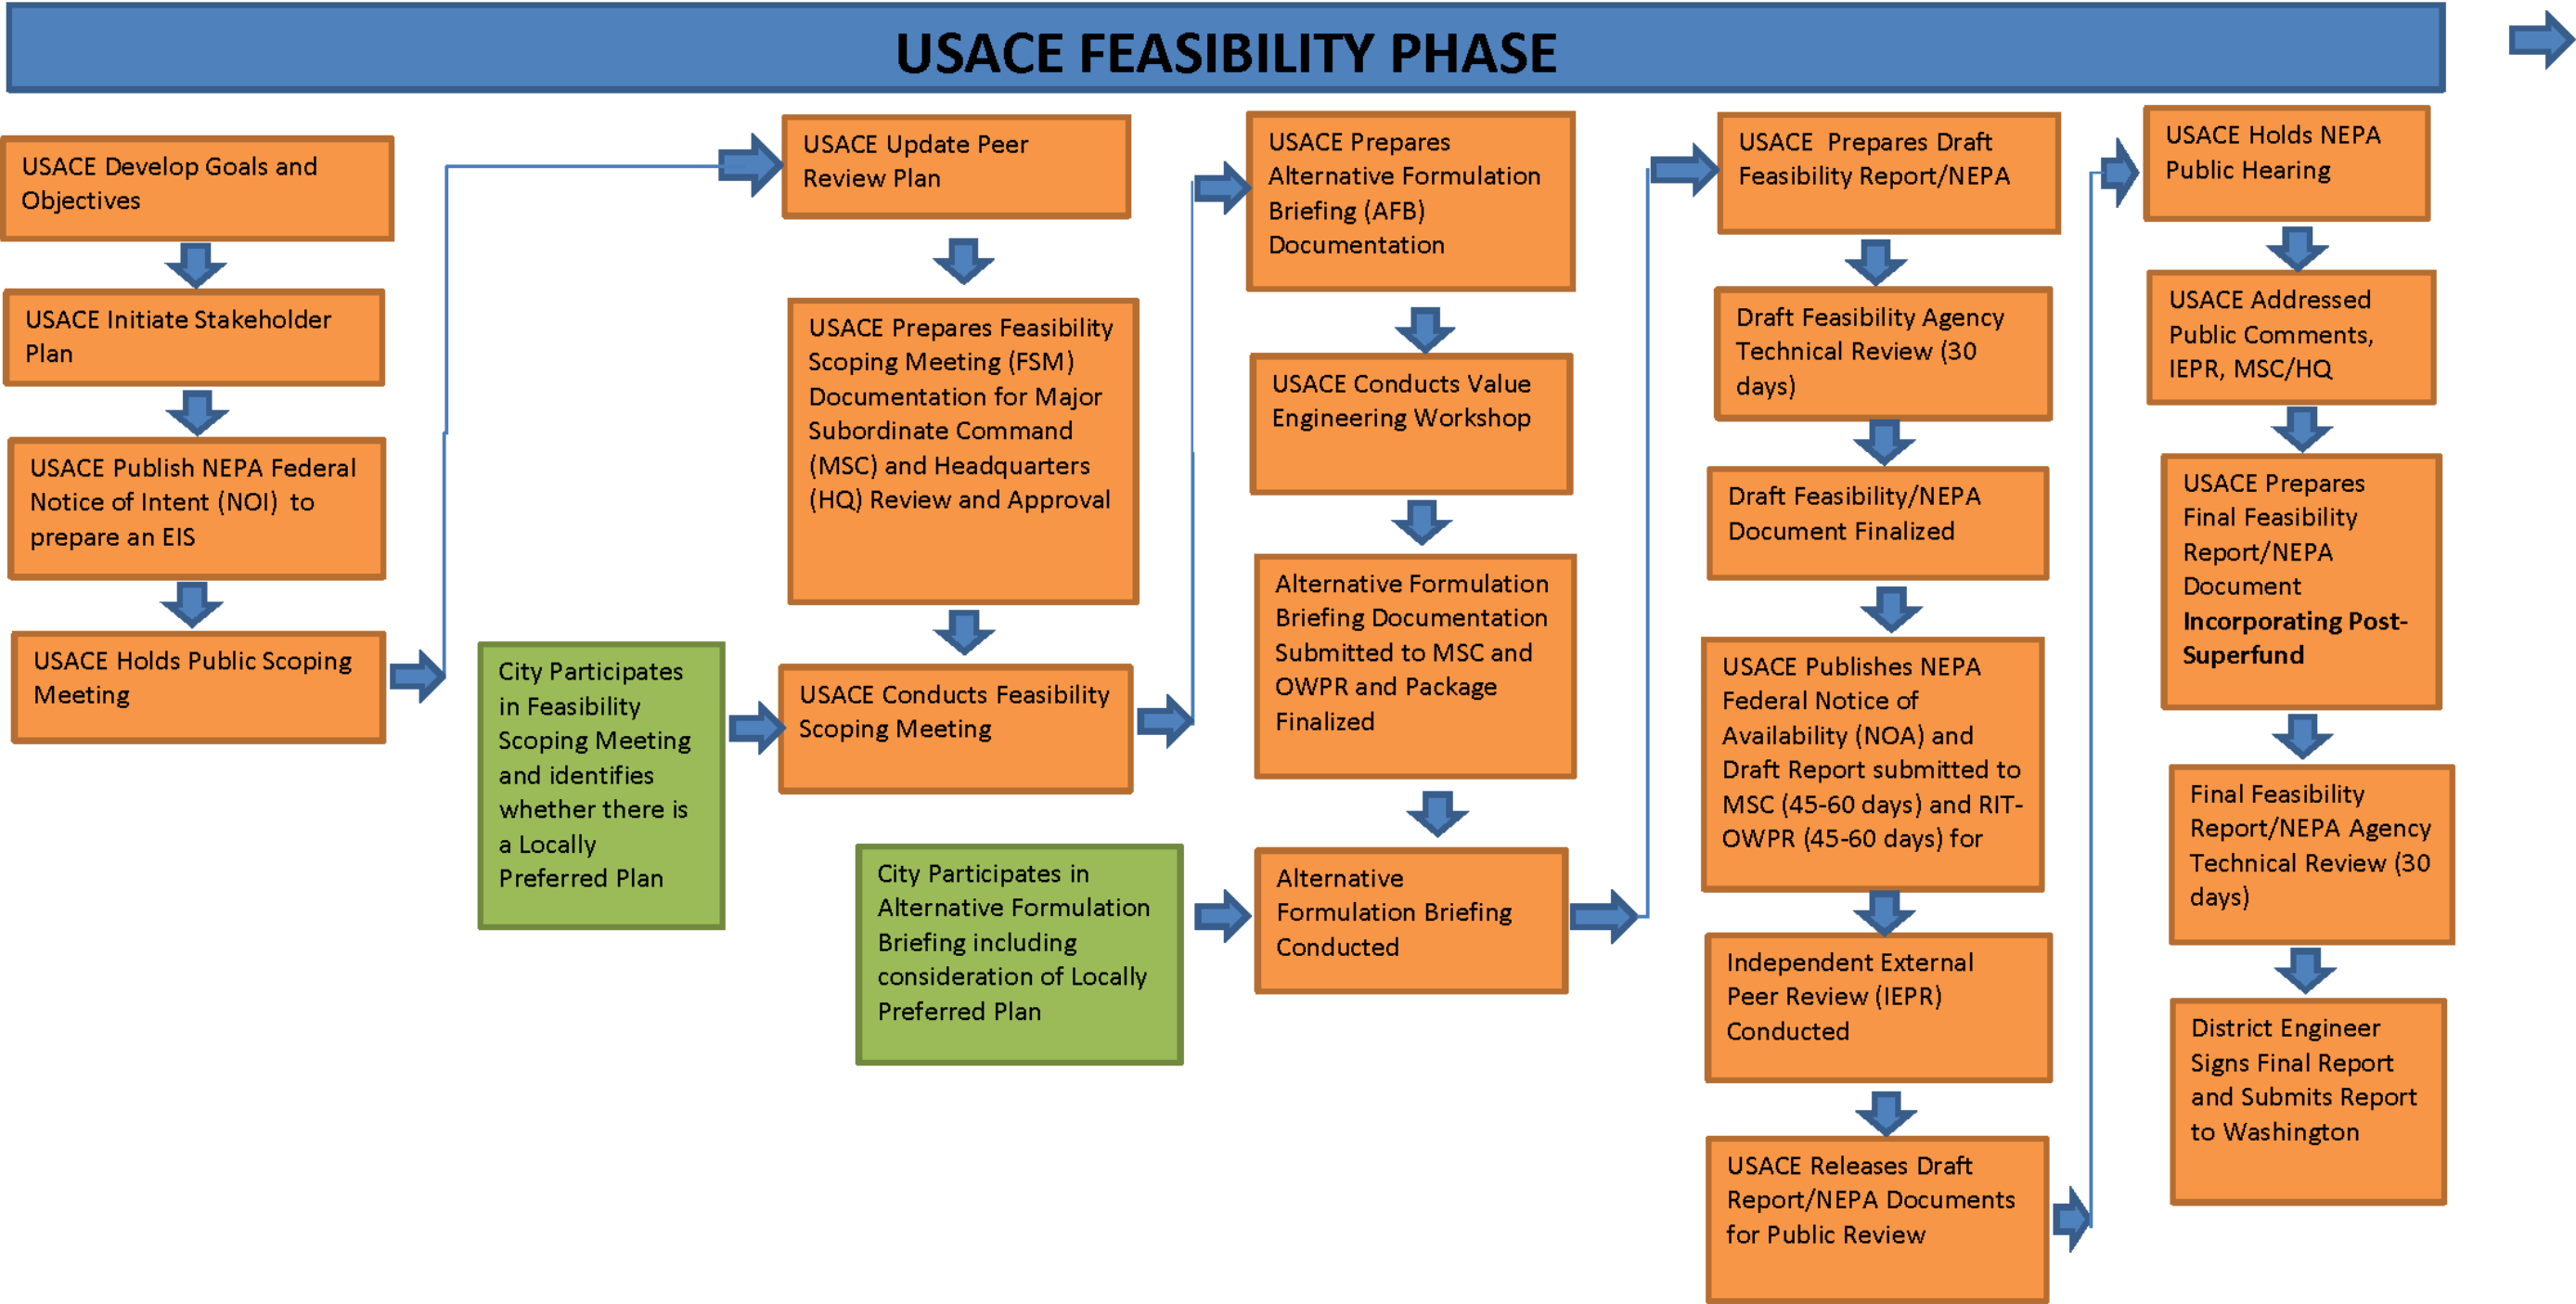 USACE FEASIBILITY PHASE
USACE Develop Goals and
Objectives
USACE Initiate Stakeholder
Plan
USACE Publish NEPA Federal
Notice of Intent (NOI) to
prepare an EIS
USACE Holds Public Scoping
Meeting
City Participates
in Feasibility
Scoping Meeting
and identifies
whether there is
a Locally
Preferred Plan
USACE Update Peer
Review Plan
USACE Prepares Feasibility
Scoping Meeting (FSM)
Documentation for Major
Subordinate Command
(MSC) and Headquarters
(HQ) Review and Approval
USACE Conducts Feasibility
Scoping Meeting
City Participates in
Alternative Formulation
Briefing including
consideration of Locally
Preferred Plan
USACE Prepares
Alternative Formulation
Briefing (AFB)
Documentation
USACE Conducts Value
Engineering Workshop
Alternative Formulation
Briefing Documentation
Submitted to MSC and
OWPR and Package
Finalized
Alternative
Formulation Briefing
Conducted
USACE Prepares Draft
Feasibility Report/NEPA
Draft Feasibility Agency
Technical Review (30
days)
Draft Feasibility/NEPA
Document Finalized
USACE Publishes NEPA
Federal Notice of
Availability (NOA) and
Draft Report submitted to
MSC (45-60 days) and RIT-
OWPR (45-60 days) for
Independent External
Peer Review (IEPR)
Conducted
USACE Releases Draft
Report/NEPA Documents
for Public Review
USACE Holds NEPA
Public Hearing
USACE Addressed
Public Comments,
IEPR, MSC/HQ
USACE Prepares
Final Feasibility
Report/NEPA
Document
Incorporating Post-
Superfund
Final Feasibility
Report/NEPA Agency
Technical Review (30
days)
District Engineer
Signs Final Report
and Submits Report
to Washington